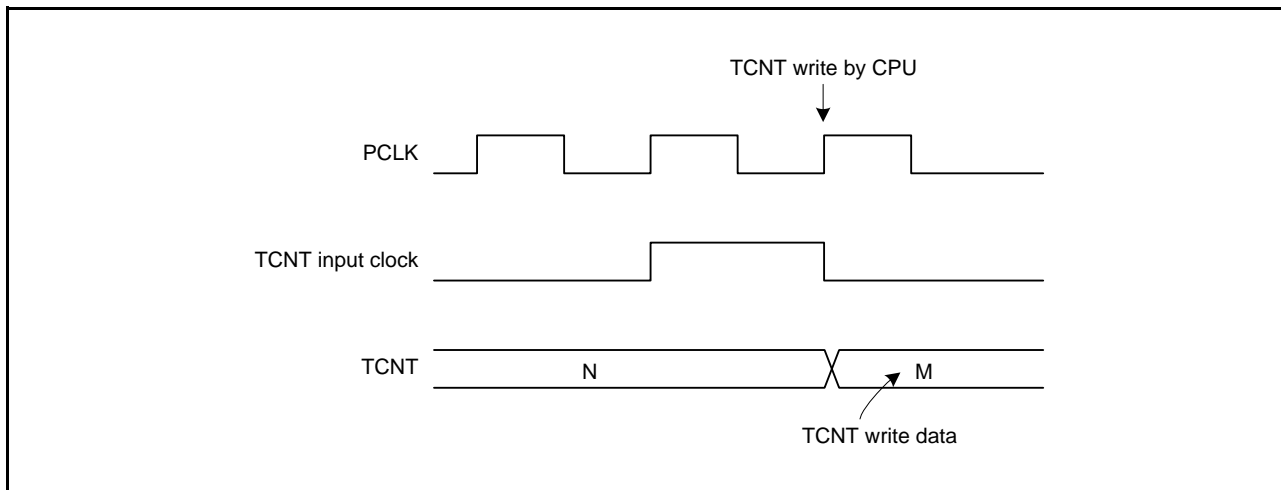 TCNT write by CPU
PCLK
TCNT input clock
TCNT
N
M
TCNT write data